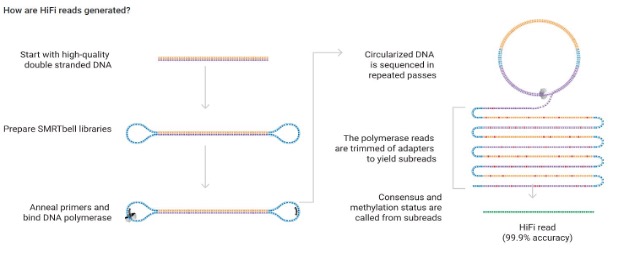 How are HiFi reads generated?
Start with high-quality
double stranded DNA
Prepare SMRTbell libraries
Anneal primers and
bind DNA polymerase
Circularized DNA
is sequenced in
repeated passes
The polymerase reads
are trimmed of adapters
to yield subreads
Consensus and
methylation status are
called from subreads
HiFi read
(99.9% accuracy)